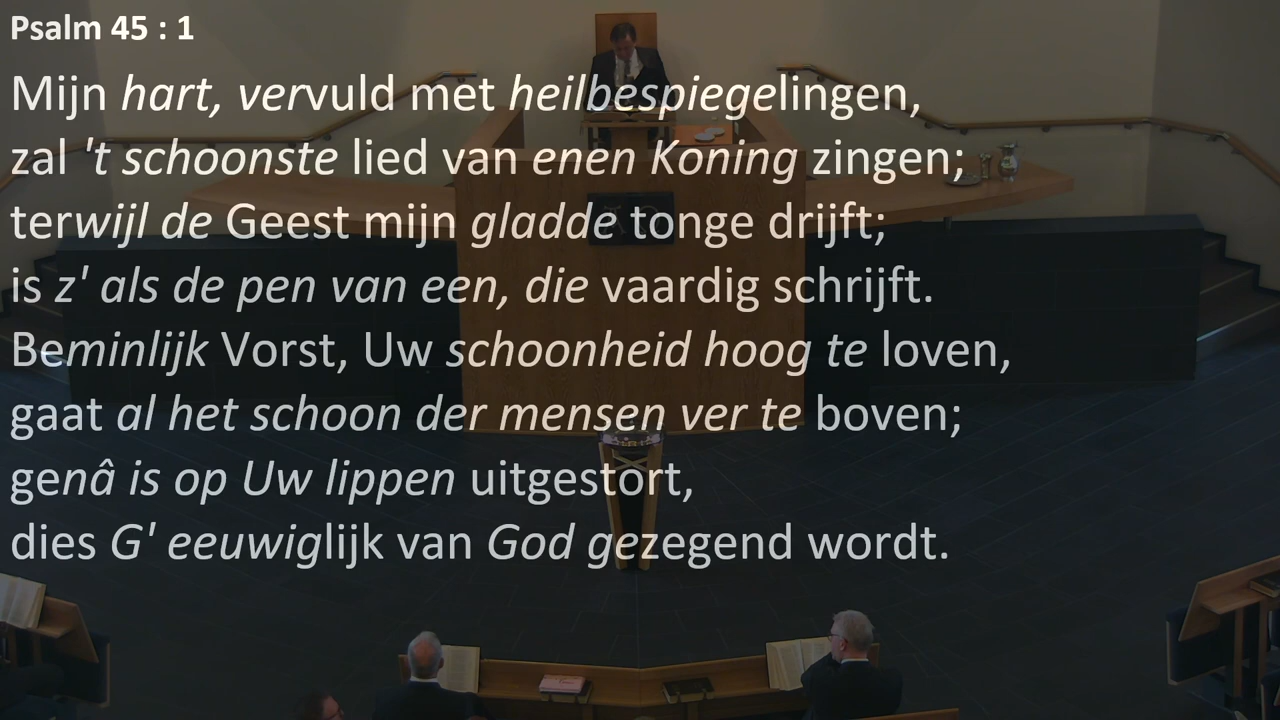 Psalm 45 : 1
Mijn hart, vervuld met heilbespiegelingen,
zal 't schoonste lied van enen Koning zingen;
terwijl de Geest mijn gladde tonge drijft;
is z' als de pen van een, die vaardig schrijft.
Beminlijk Vorst, Uw schoonheid hoog te loven,
gaat al het schoon der mensen ver te boven;
genâ is op Uw lippen uitgestort,
dies G' eeuwiglijk van God gezegend wordt.